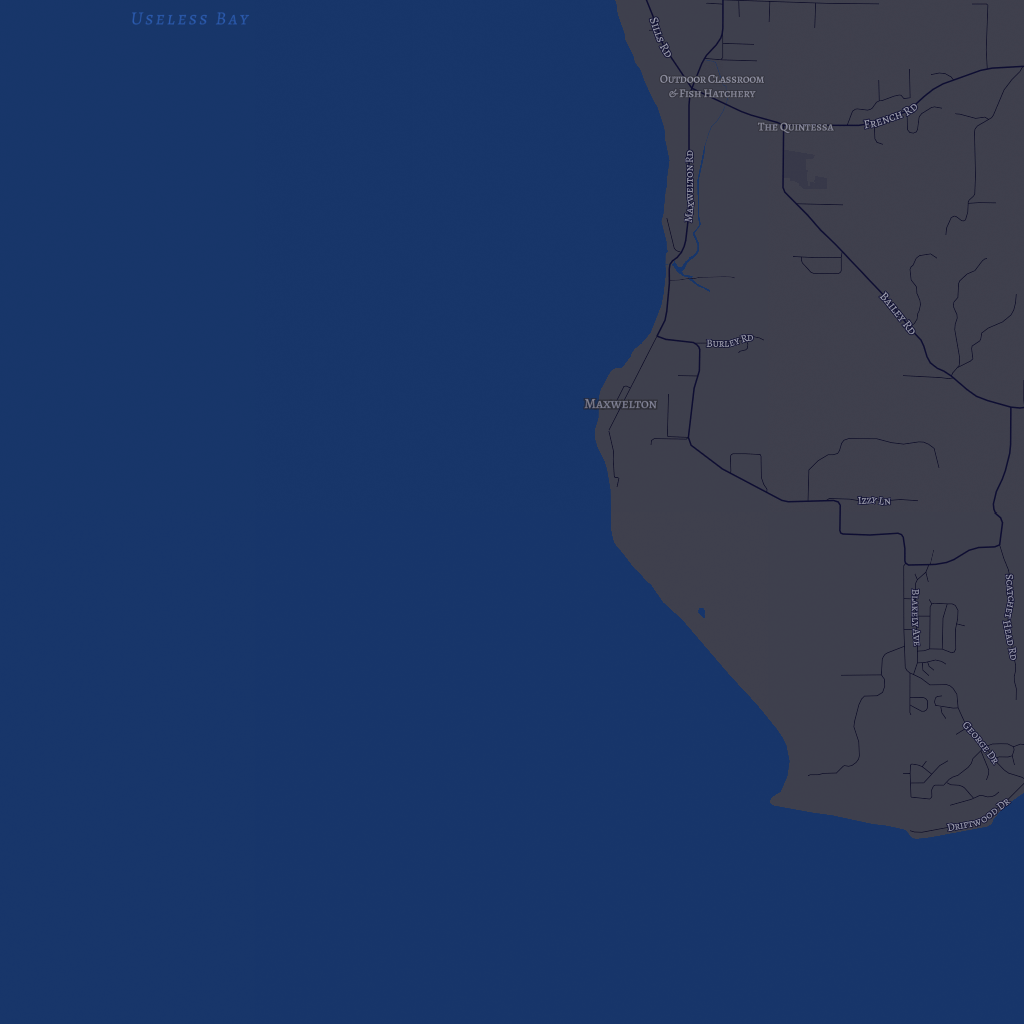 Useless Bay
Sills Rd
Outdoor Classroom
& Fish Hatchery
The Quintessa
French Rd
Maxwelton Rd
Bailey Rd
Burley Rd
Maxwelton
Izzy Ln
Blakely Ave
Scatchet Head Rd
George Dr
Driftwood Dr